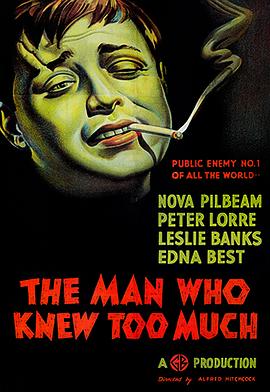 PUBLIC ENEMY NO.1
OF ALL THE WORLD..
NOVA PILBEAM
PETER LORRE
LESLIE BANKS
EDNA BEST
THE MAN WHO
KNEW TOO MUCH
A GB PRODUCTION
Directed by ALFRED HITCHCOCK